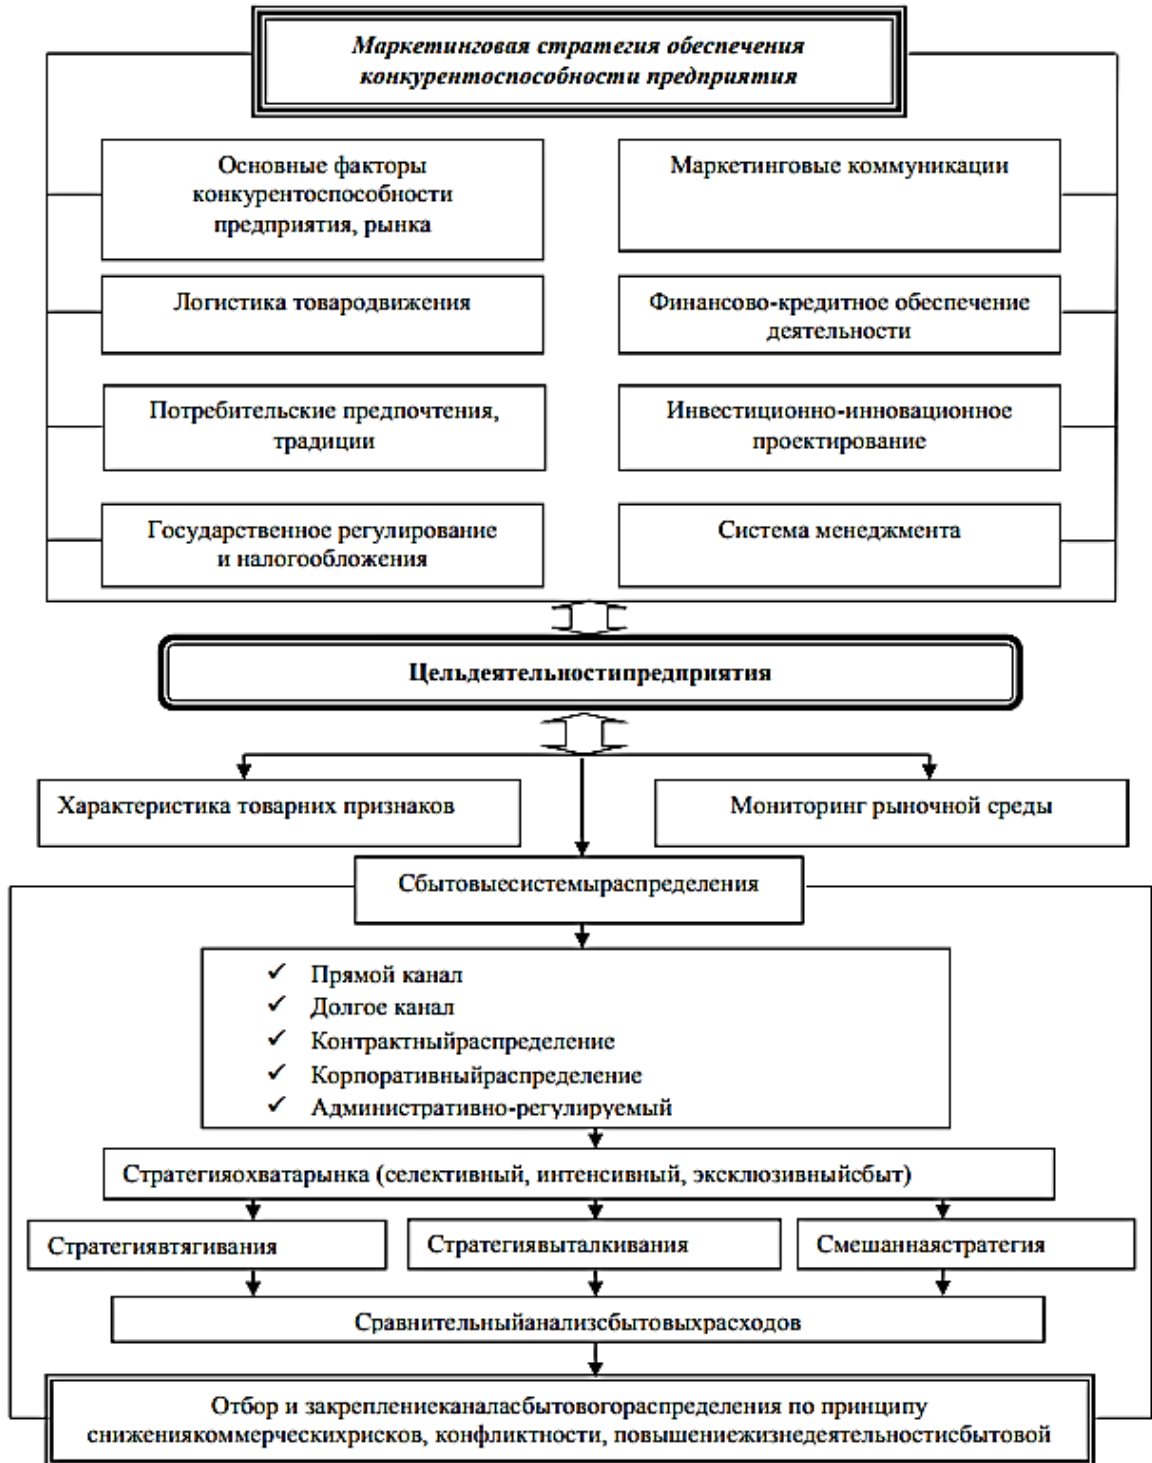 Маркетинговая стратегия обеспечения
конкурентоспособности предприятия
Основные факторы
конкурентоспособности
предприятия, рынка
Маркетинговые коммуникации
Логистика товародвижения
Финансово-кредитное обеспечение
деятельности
Потребительские предпочтения,
традиции
Инвестиционно-инновационное
проектирование
Государственное регулирование
и налогообложения
Система менеджмента
Цельдеятельностипредприятия
Характеристика товарних признаков
Мониторинг рыночной среды
Сбытовыесистемыраспределения
✓ Прямой канал
✓ Долгое канал
✓ Контрактныйраспределение
✓ Корпоративныйраспределение
✓ Административно-регулируемый
Стратегияохватарынка (селективный, интенсивный, эксклюзивныйсбыт)
Стратегиявтягивания
Стратегиявыталкивания
Смешаннаястратегия
Сравнительныйанализсбытовыхрасходов
Отбор и закреплениеканаласбытовогораспределения по принципу
снижениякоммерческихрисков, конфликтности, повышениежизнедеятельностисбытовой